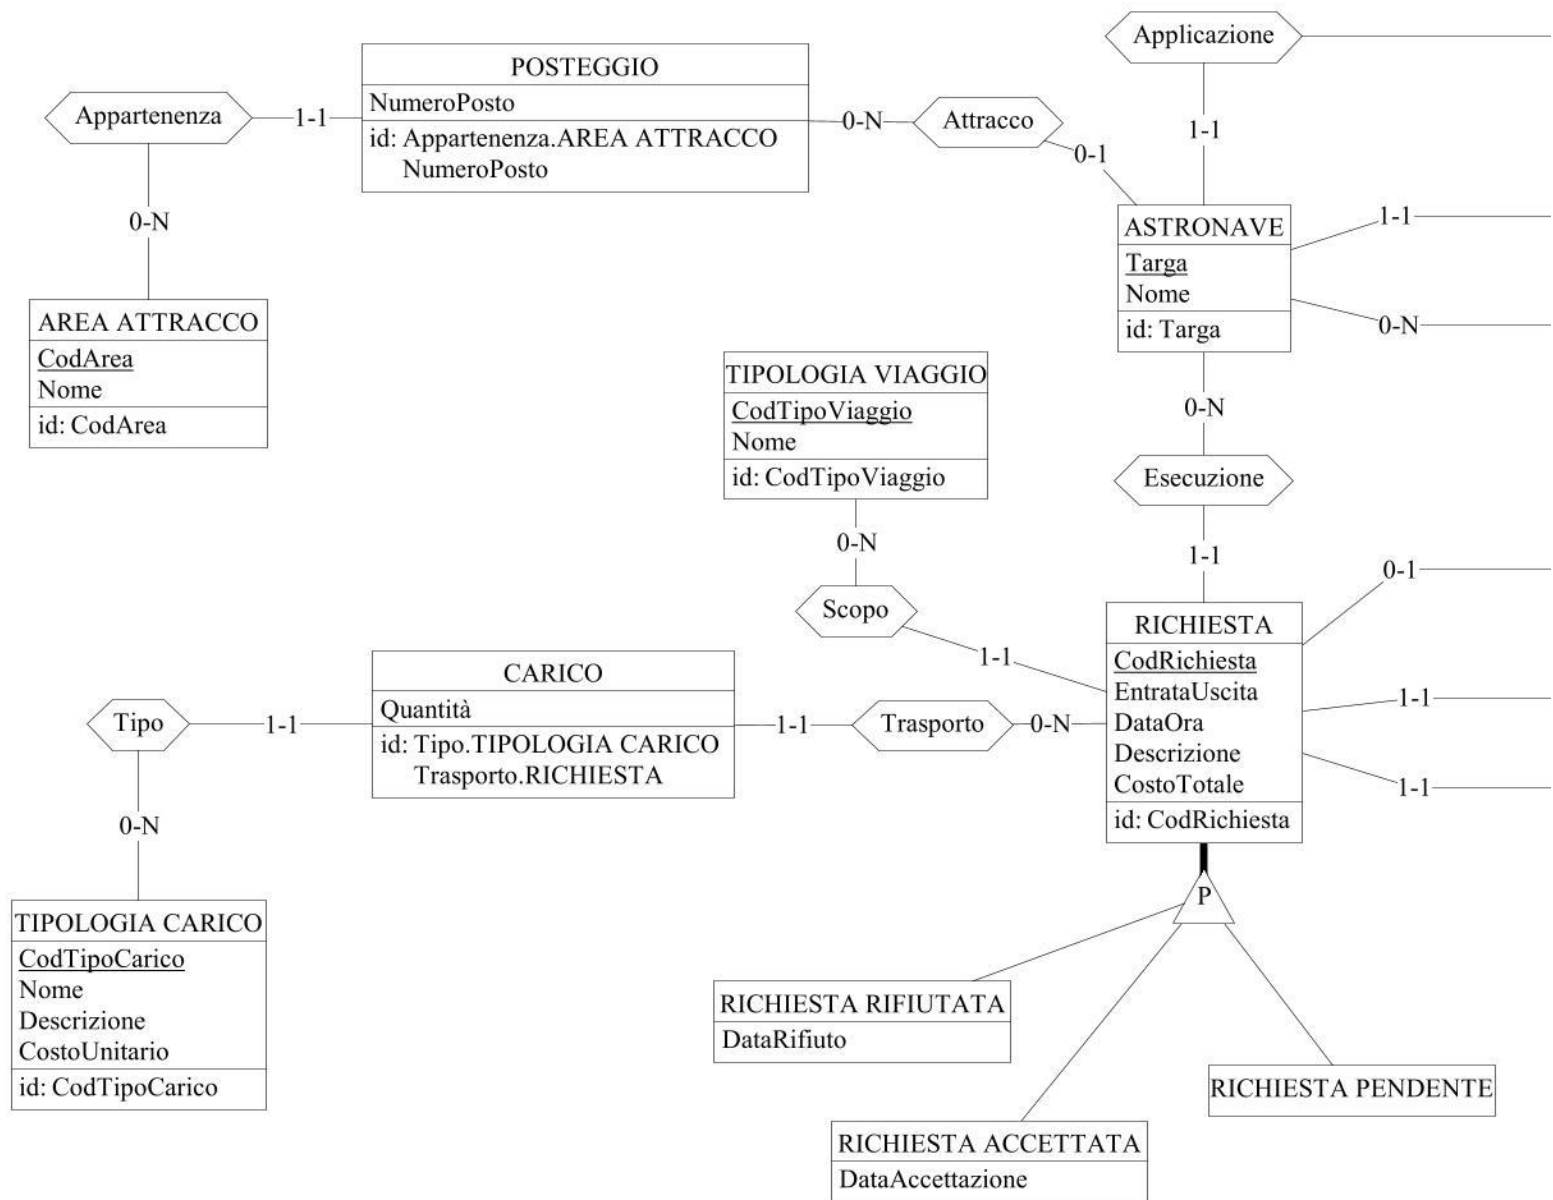 Applicazione
1-1
POSTEGGIO
NumeroPosto
id: Appartenenza.AREA ATTRACCO
NumeroPosto
Appartenenza
1-1
0-N
Attracco
0-1
0-N
AREA ATTRACCO
CodArea
Nome
id: CodArea
ASTRONAVE
Targa
Nome
id: Targa
1-1
0-N
0-N
TIPOLOGIA VIAGGIO
CodTipoViaggio
Nome
id: CodTipoViaggio
0-N
Scopo
1-1
Esecuzione
1-1
RICHIESTA
CodRichiesta
EntrataUscita
DataOra
Descrizione
CostoTotale
id: CodRichiesta
0-1
1-1
1-1
CARICO
Quantità
id: Tipo.TIPOLOGIA CARICO
Trasporto.RICHIESTA
Tipo
1-1
1-1
Trasporto
0-N
0-N
TIPOLOGIA CARICO
CodTipoCarico
Nome
Descrizione
CostoUnitario
id: CodTipoCarico
P
RICHIESTA RIFIUTATA
DataRifiuto
RICHIESTA PENDENTE
RICHIESTA ACCETTATA
DataAccettazione